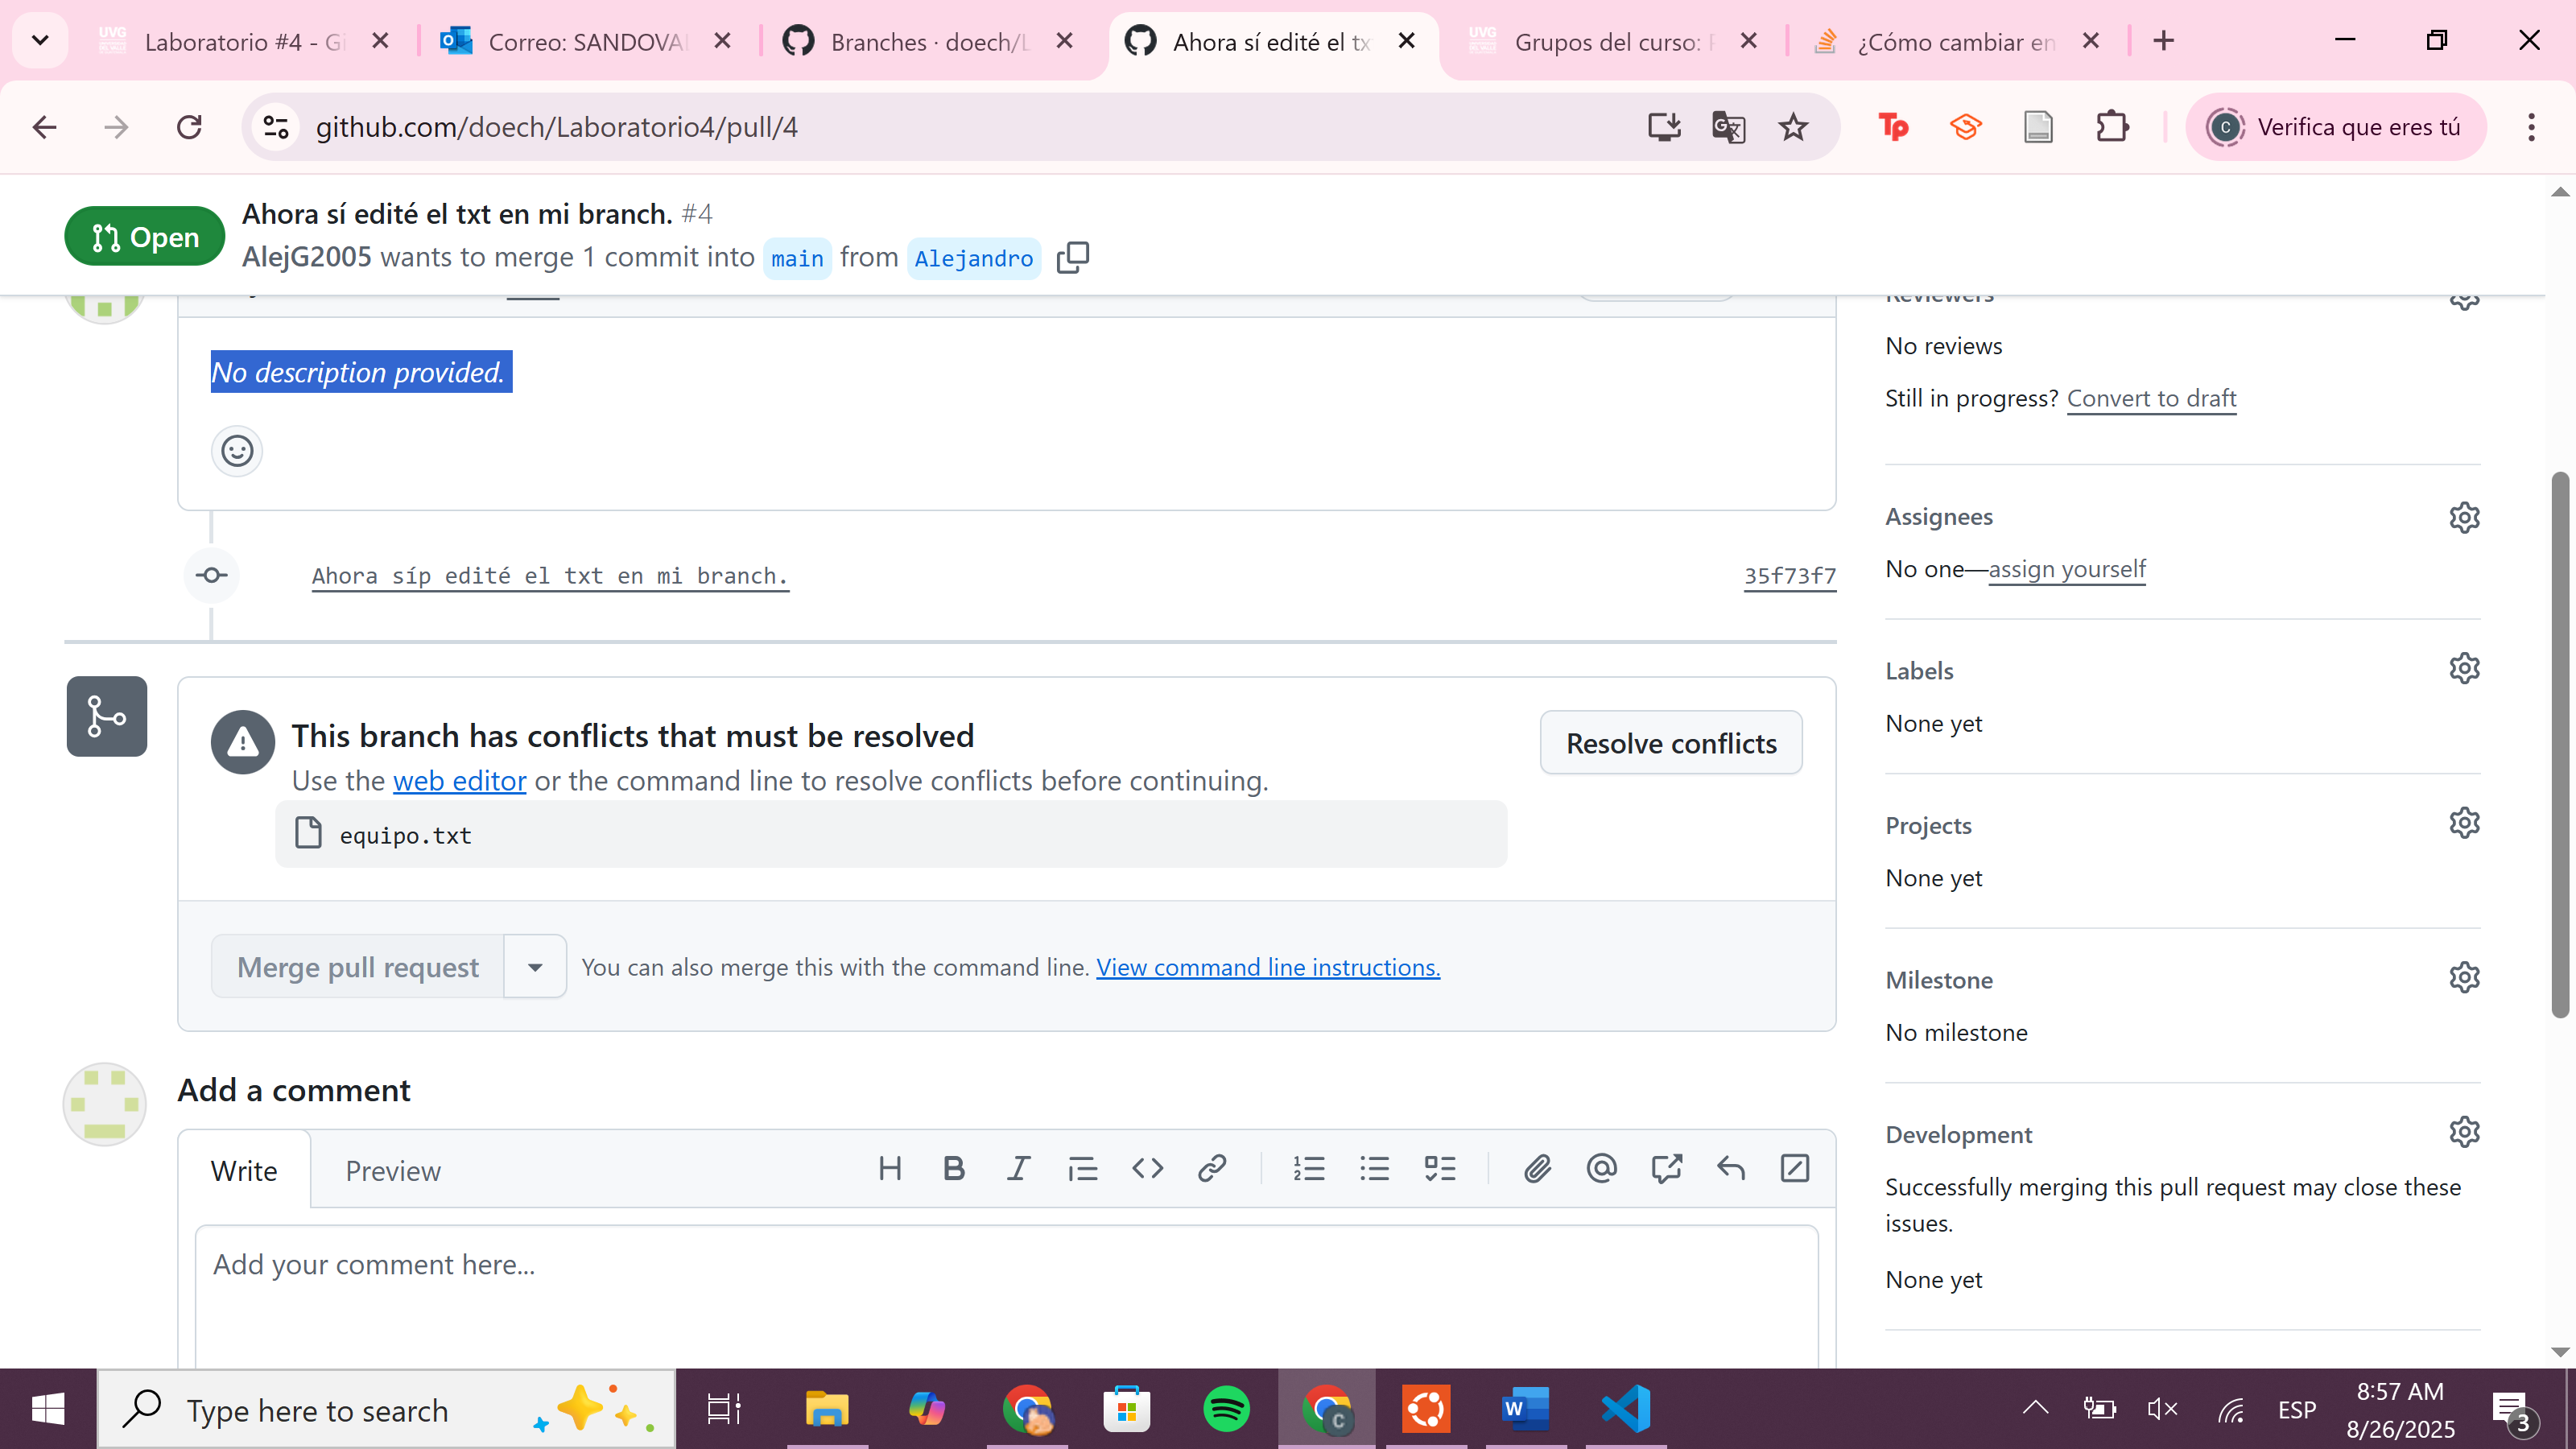 Laboratorio #4 - Gi
Correo: SANDOVAL
Branches · doech/L
Ahora sí edité el tx
Grupos del curso: P
¿Cómo cambiar en
github.com/doech/Laboratorio4/pull/4
Verifica que eres tú
Open
Ahora sí edité el txt en mi branch. #4
AlejG2005 wants to merge 1 commit into main from Alejandro
Reviewers
No description provided.
No reviews
Still in progress? Convert to draft
Assignees
Ahora síp edité el txt en mi branch.
35f73f7
No one—assign yourself
Labels
None yet
This branch has conflicts that must be resolved
Use the web editor or the command line to resolve conflicts before continuing.
Resolve conflicts
equipo.txt
Projects
None yet
Merge pull request
You can also merge this with the command line. View command line instructions.
Milestone
No milestone
Add a comment
Write
Preview
Add your comment here...
Development
Successfully merging this pull request may close these
issues.
None yet
Type here to search
ESP
8:57 AM
8/26/2025
3